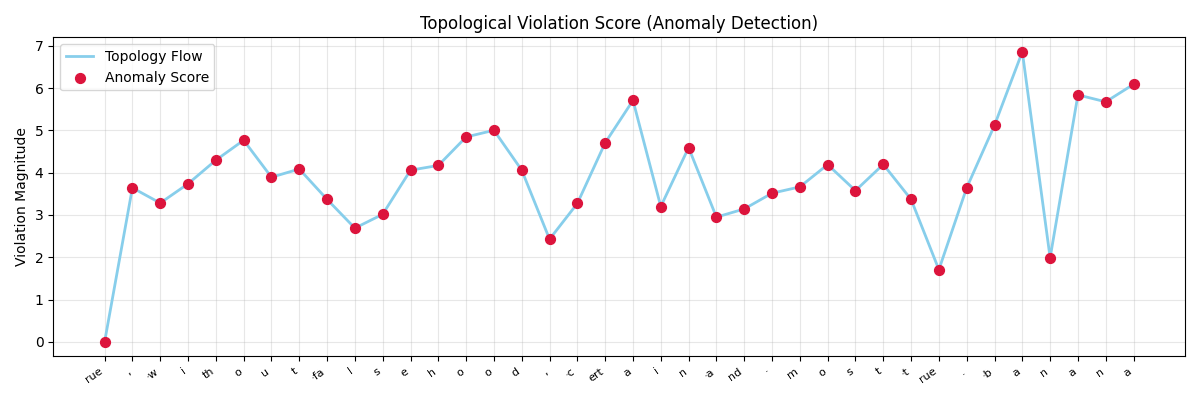 Topological Violation Score (Anomaly Detection)
Topology Flow
Anomaly Score
Violation Magnitude
7
6
5
4
3
2
1
0
rue , ·w i th o u t ·fa l s e h o o d , ·c ert a i n ·a nd · m o s t ·t rue . ·b a n a n a